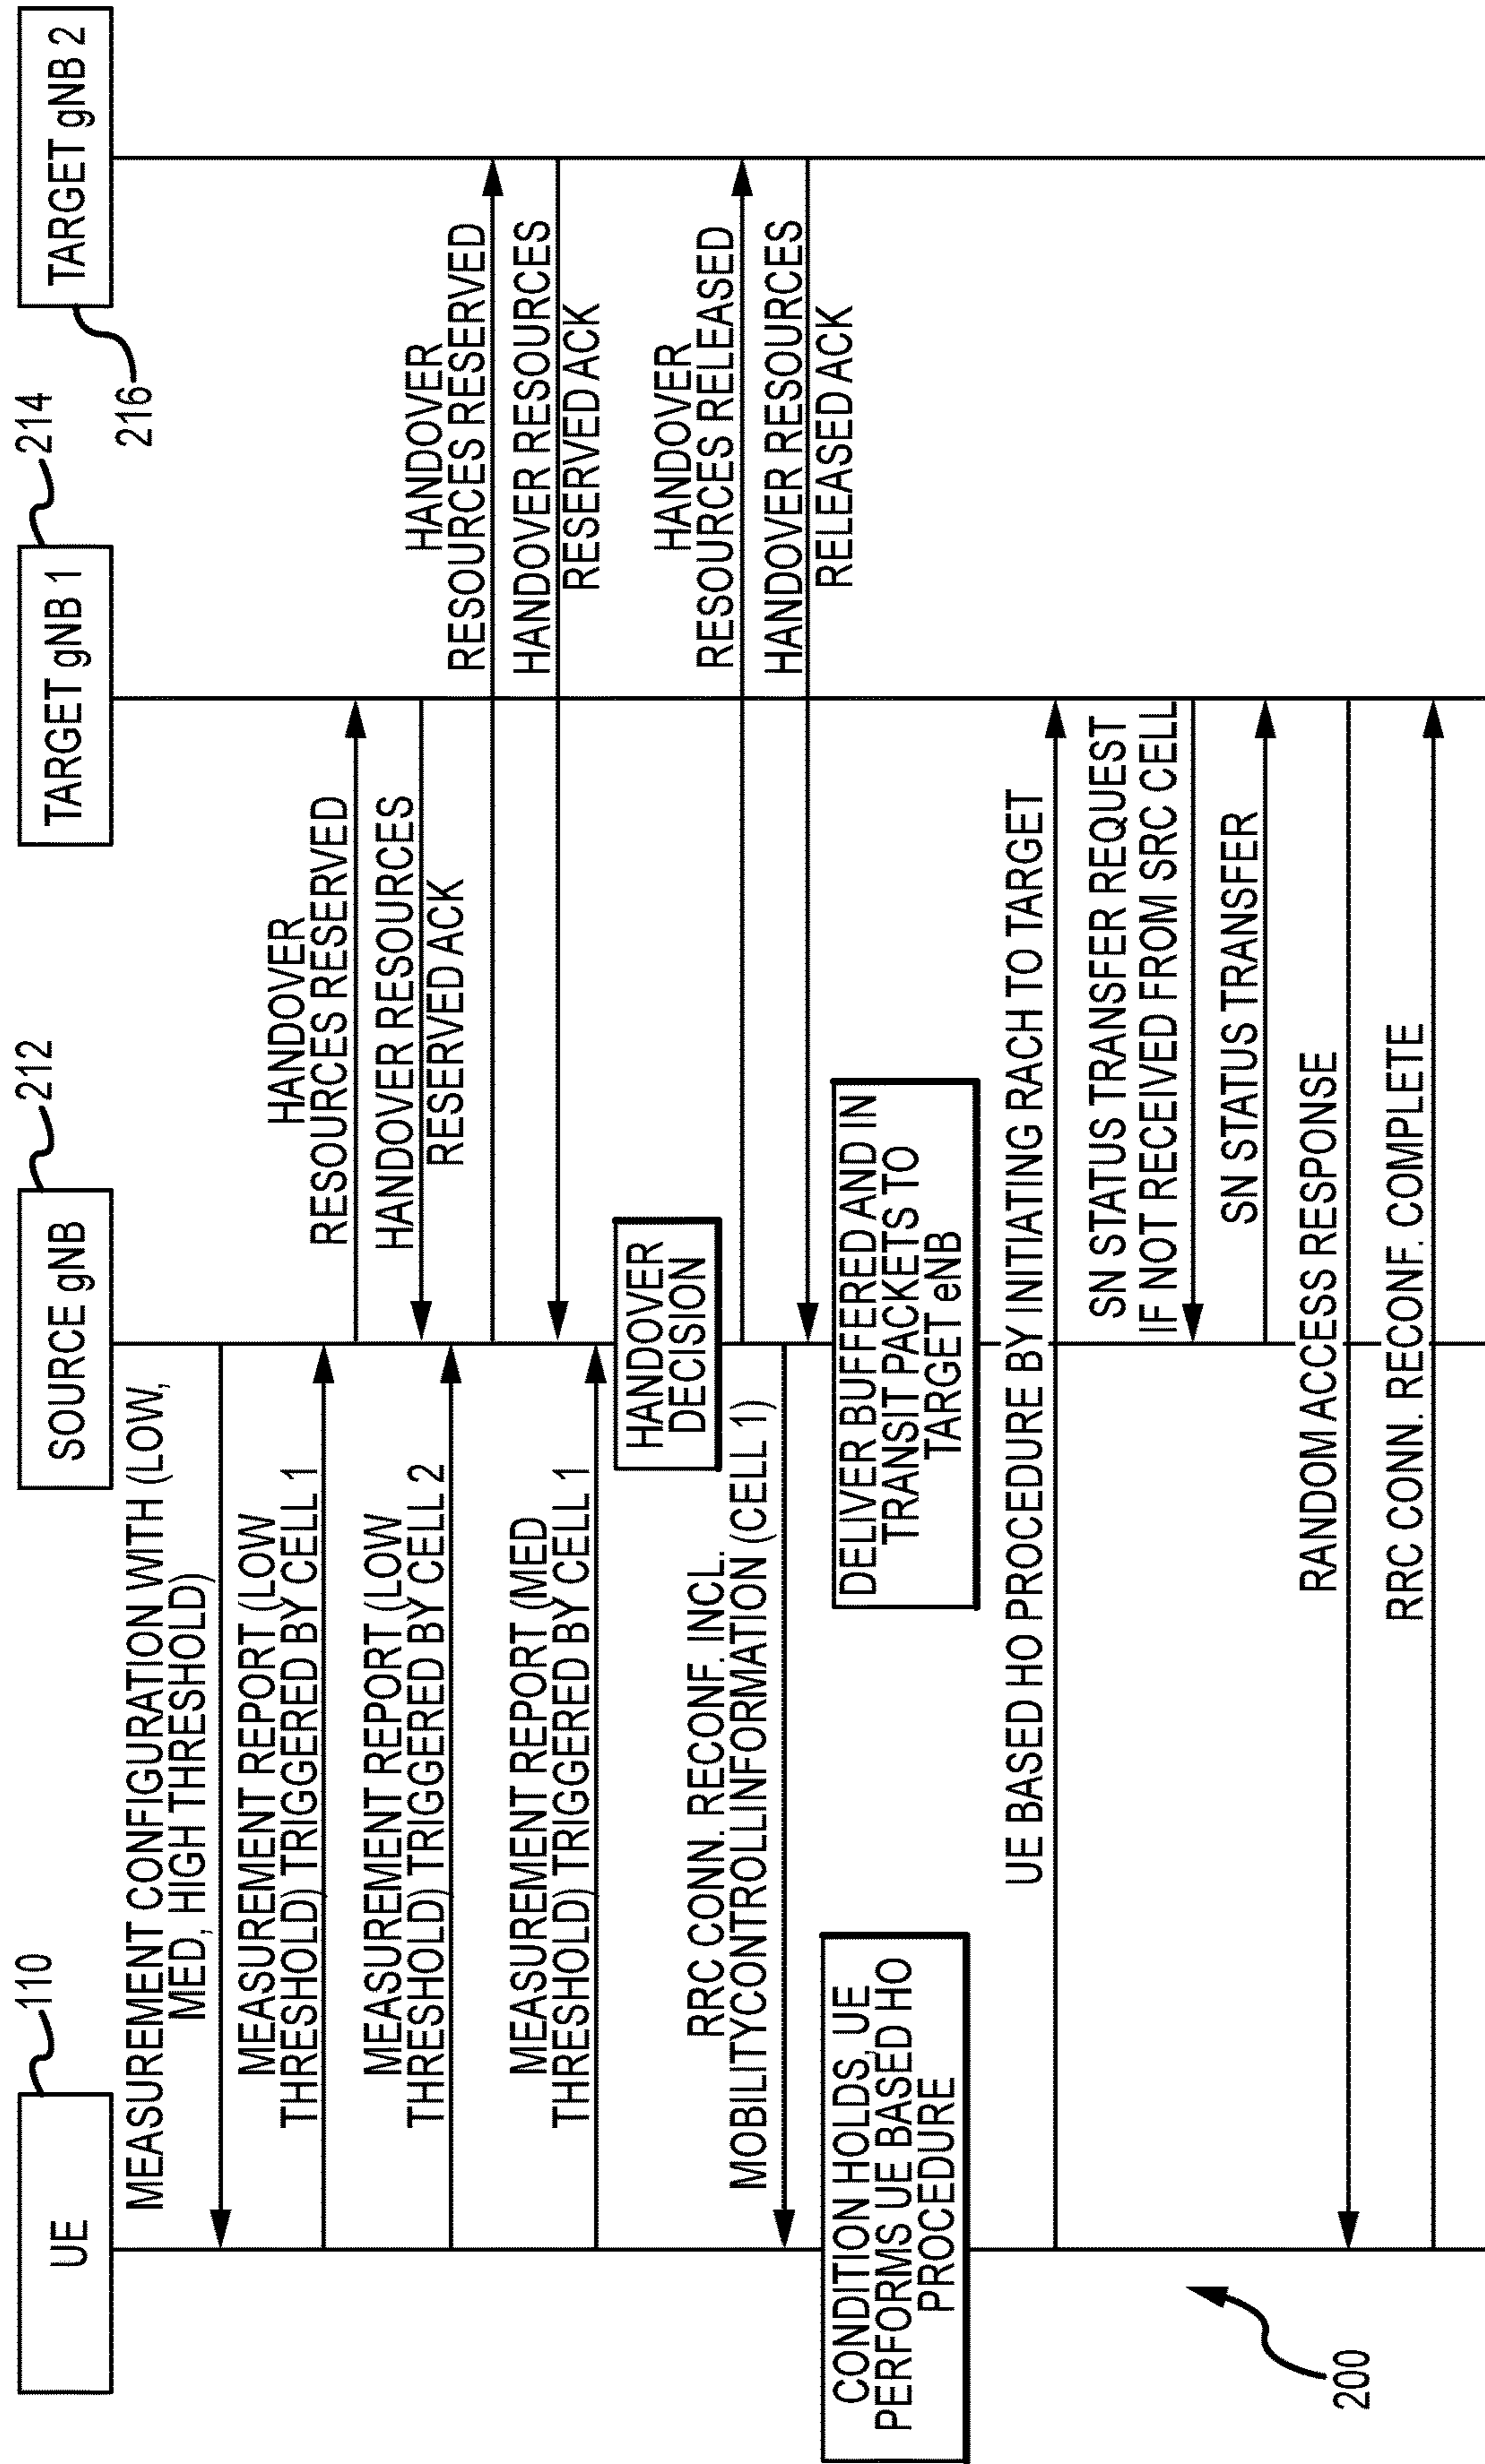 UE
110
SOURCE gNB
212
TARGET gNB 1
214
TARGET gNB 2
216
MEASUREMENT CONFIGURATION WITH (LOW,
MED, HIGH THRESHOLD)
MEASUREMENT REPORT (LOW
THRESHOLD) TRIGGERED BY CELL 1
HANDOVER
RESOURCES RESERVED
HANDOVER RESOURCES
RESERVED ACK
MEASUREMENT REPORT (LOW
THRESHOLD) TRIGGERED BY CELL 2
HANDOVER
RESOURCES RESERVED
HANDOVER RESOURCES
RESERVED ACK
MEASUREMENT REPORT (MED
THRESHOLD) TRIGGERED BY CELL 1
HANDOVER
DECISION
HANDOVER
RESOURCES RELEASED
RRC CONN. RECONF. INCL.
MOBILITYCONTROLLINFORMATION (CELL 1)
HANDOVER RESOURCES
RELEASED ACK
CONDITION HOLDS, UE
PERFORMS UE BASED HO
PROCEDURE
DELIVER BUFFERED AND IN
TRANSIT PACKETS TO
TARGET eNB
UE BASED HO PROCEDURE BY INITIATING RACH TO TARGET
SN STATUS TRANSFER REQUEST
IF NOT RECEIVED FROM SRC CELL
SN STATUS TRANSFER
RANDOM ACCESS RESPONSE
RRC CONN. RECONF. COMPLETE
200